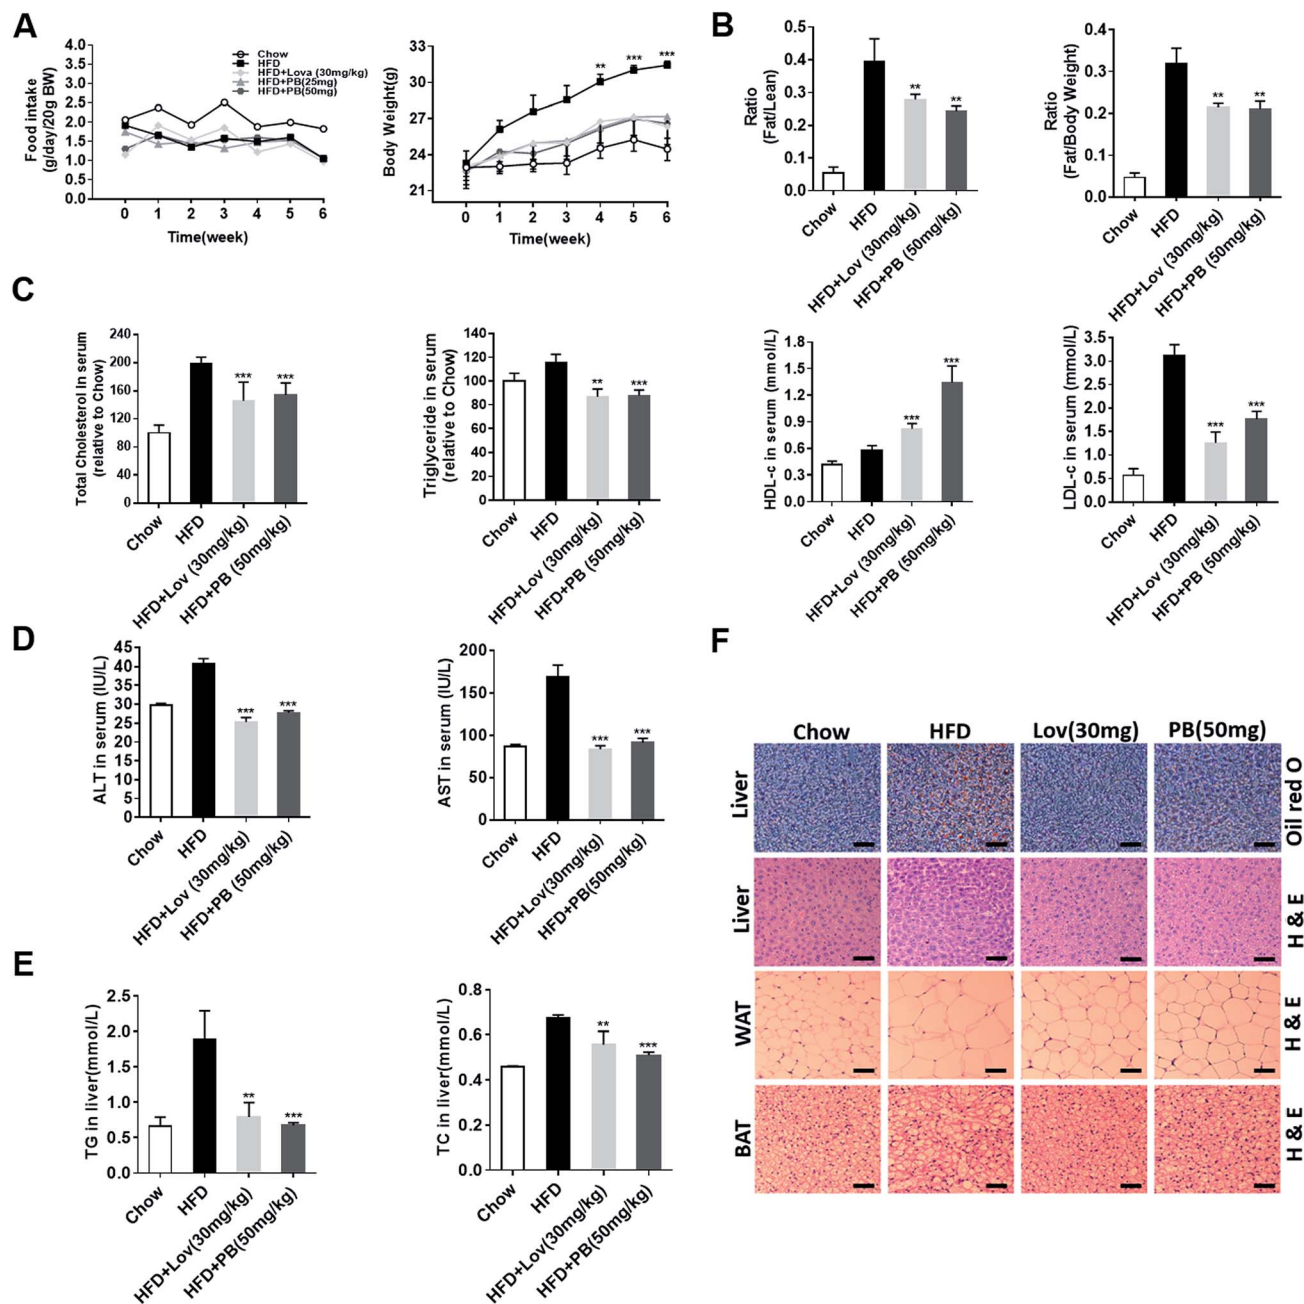 A
Food intake
(g/day/20g BW)
4.0
3.5
3.0
2.5
2.0
1.5
1.0
0.5
0.0
Chow
HFD
HFD+Lova (30mg/kg)
HFD+PB(25mg)
HFD+PB(50mg)
0 1 2 3 4 5 6
Time(week)
Body Weight(g)
33
30
27
24
21
** *** ***
0 1 2 3 4 5 6
Time(week)
B
Ratio
(Fat/Lean)
0.5
0.4
0.3
0.2
0.1
0.0
** **
Chow
HFD
HFD+Lov (30mg/kg)
HFD+PB (50mg/kg)
Ratio
(Fat/Body Weight)
0.4
0.3
0.2
0.1
0.0
** **
Chow
HFD
HFD+Lov (30mg/kg)
HFD+PB (50mg/kg)
C
Total Cholesterol in serum
(relative to Chow)
240
200
160
120
80
40
0
*** ***
Chow
HFD
HFD+Lov (30mg/kg)
HFD+PB (50mg/kg)
Triglyceride in serum
(relative to Chow)
140
120
100
80
60
40
20
0
** ***
Chow
HFD
HFD+Lov (30mg/kg)
HFD+PB (50mg/kg)
HDL-c in serum (mmol/L)
1.8
1.5
1.2
0.9
0.6
0.3
0.0
*** ***
Chow
HFD
HFD+Lov (30mg/kg)
HFD+PB (50mg/kg)
LDL-c in serum (mmol/L)
3.5
3.0
2.5
2.0
1.5
1.0
0.5
0.0
*** ***
Chow
HFD
HFD+Lov (30mg/kg)
HFD+PB (50mg/kg)
D
ALT in serum (IU/L)
45
40
35
30
25
20
15
10
5
0
*** ***
Chow
HFD
HFD+Lov (30mg/kg)
HFD+PB (50mg/kg)
AST in serum (IU/L)
200
150
100
50
0
*** ***
Chow
HFD
HFD+Lov(30mg/kg)
HFD+PB(50mg/kg)
E
TG in liver(mmol/L)
2.5
2.0
1.5
1.0
0.5
0.0
** ***
Chow
HFD
HFD+Lov(30mg/kg)
HFD+PB(50mg/kg)
TC in liver(mmol/L)
0.8
0.6
0.4
0.2
0.0
** ***
Chow
HFD
HFD+Lov(30mg/kg)
HFD+PB(50mg/kg)
F
Chow HFD Lov(30mg) PB(50mg)
Liver Oil red O
Liver H & E
WAT H & E
BAT H & E